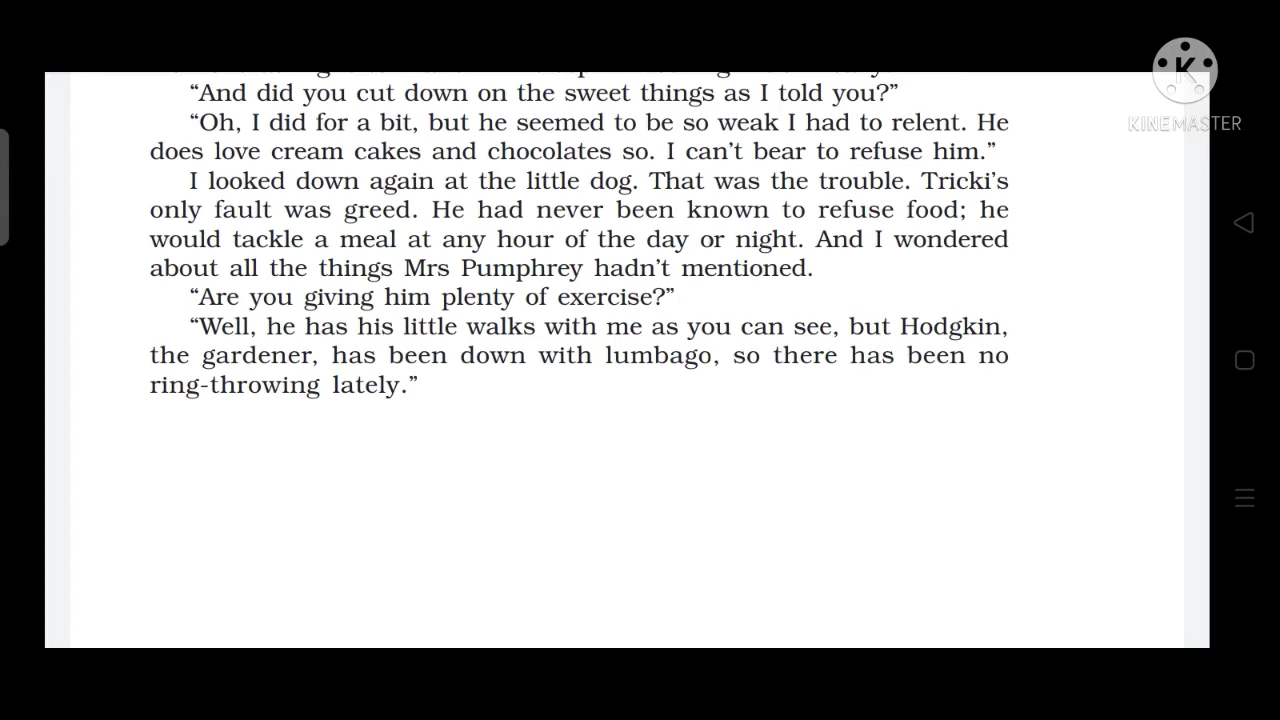 “And did you cut down on the sweet things as I told you?”
“Oh, I did for a bit, but he seemed to be so weak I had to relent. He
does love cream cakes and chocolates so. I can’t bear to refuse him.”
I looked down again at the little dog. That was the trouble. Tricki’s
only fault was greed. He had never been known to refuse food; he
would tackle a meal at any hour of the day or night. And I wondered
about all the things Mrs Pumphrey hadn’t mentioned.
“Are you giving him plenty of exercise?”
“Well, he has his little walks with me as you can see, but Hodgkin,
the gardener, has been down with lumbago, so there has been no
ring-throwing lately.”
K
KINEMASTER